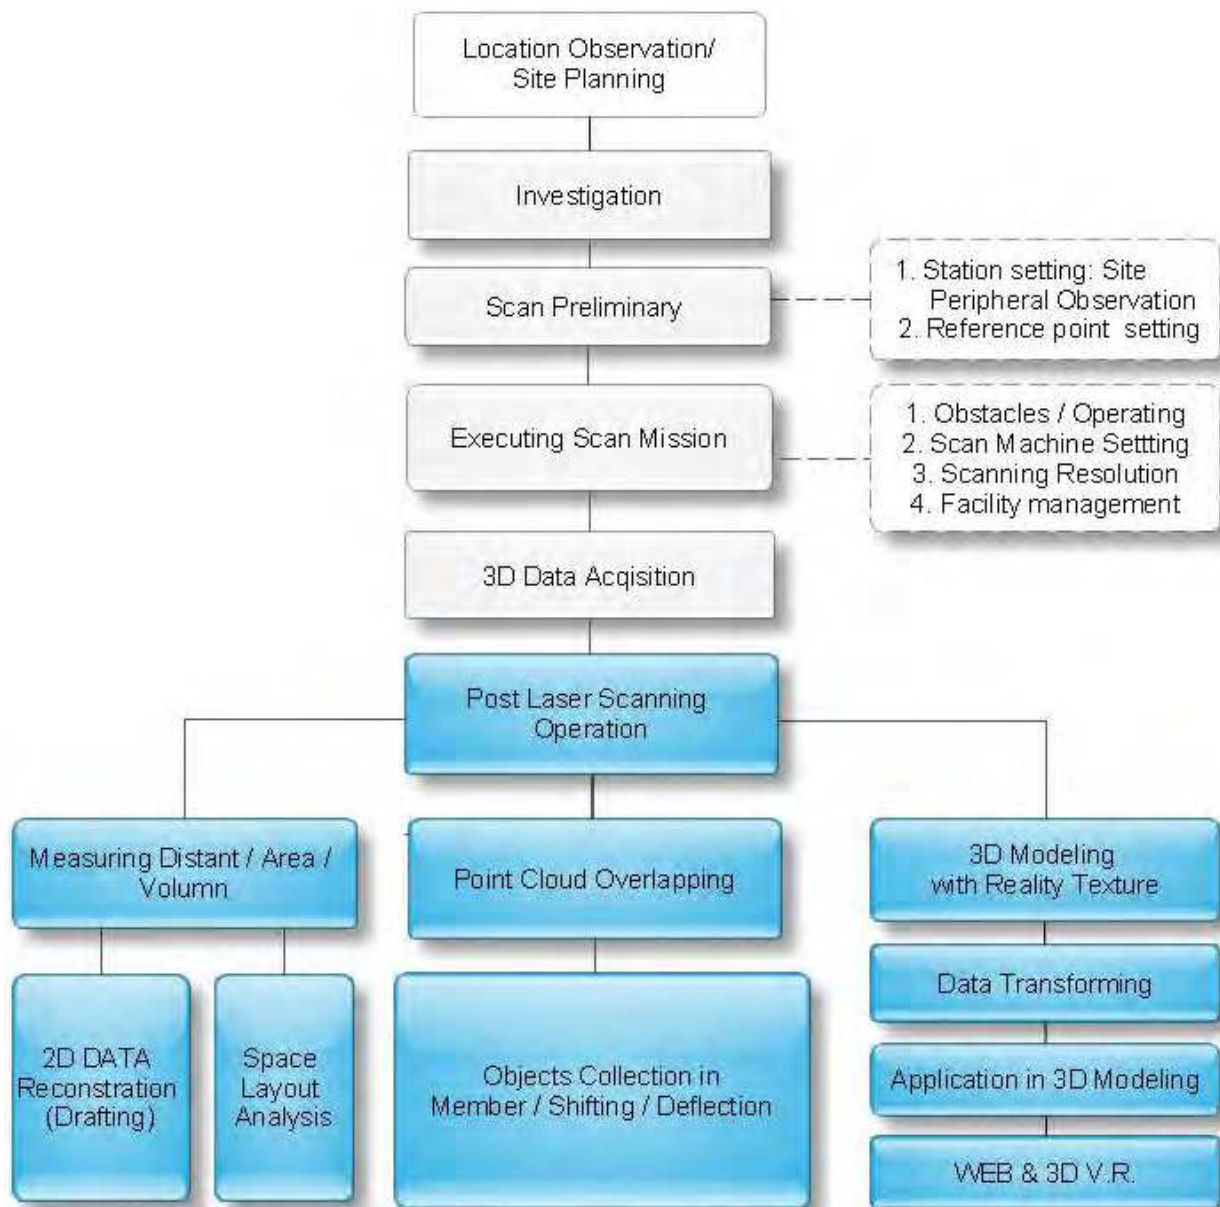 Location Observation/
Site Planning
Investigation
Scan Preliminary
1. Station setting: Site
Peripheral Observation
2. Reference point setting
Executing Scan Mission
1. Obstacles / Operating
2. Scan Machine Settting
3. Scanning Resolution
4. Facility management
3D Data Acqisition
Post Laser Scanning
Operation
Measuring Distant / Area /
Volumn
Point Cloud Overlapping
3D Modeling
with Reality Texture
2D DATA
Reconstration
(Drafting)
Space
Layout
Analysis
Objects Collection in
Member / Shifting / Deflection
Data Transforming
Application in 3D Modeling
WEB & 3D V.R.